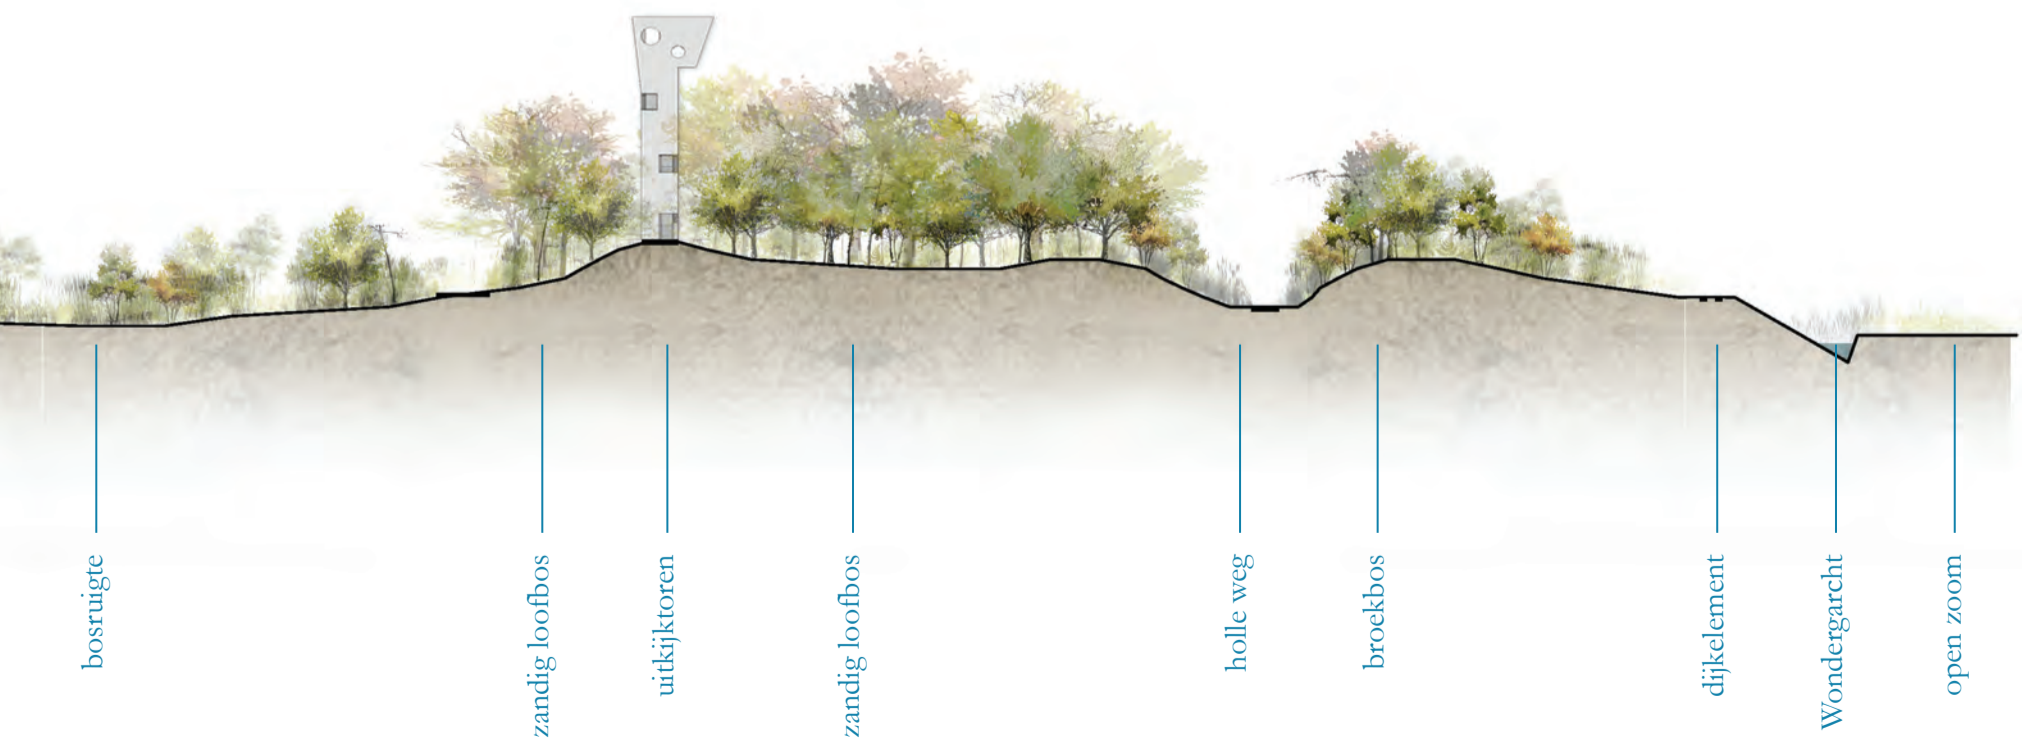 bosruigte
zandig loofbos
uitkijktoren
zandig loofbos
holle weg
broekbos
dijkelement
Wondergarcht
open zoom